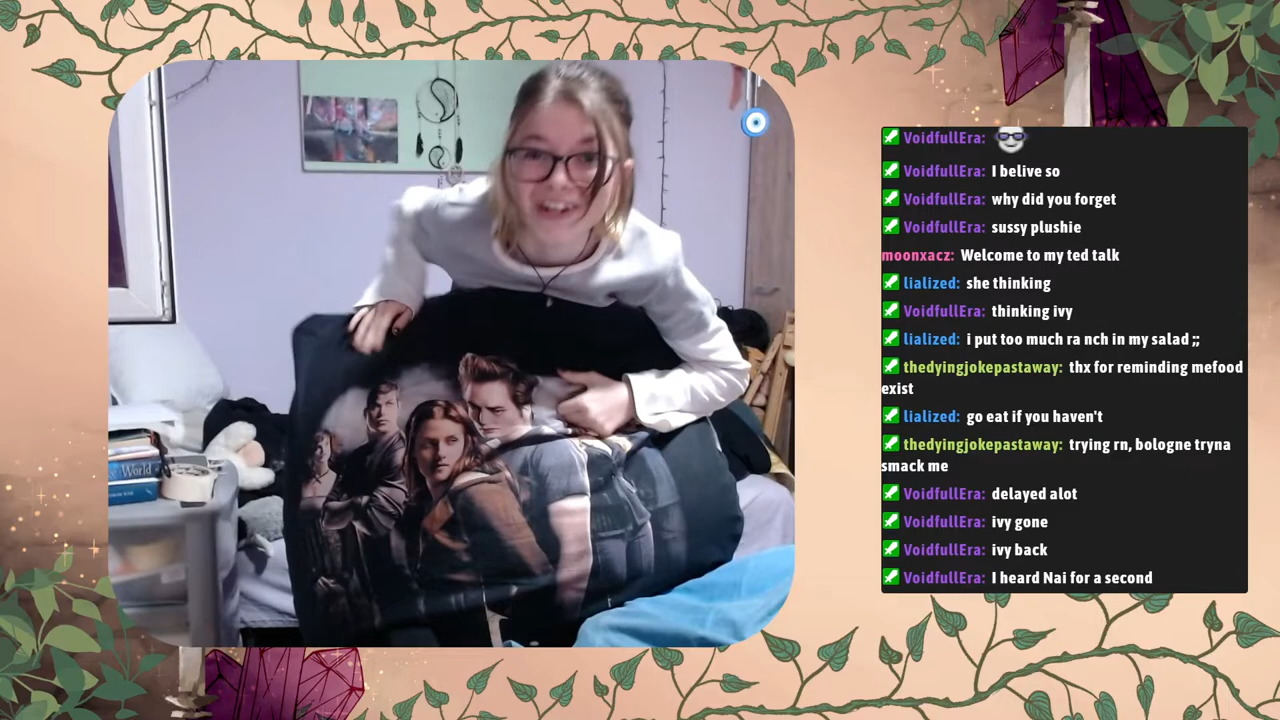 VoidfullEra:
VoidfullEra: I belive so
VoidfullEra: why did you forget
VoidfullEra: sussy plushie
moonxacz: Welcome to my ted talk
lialized: she thinking
VoidfullEra: thinking ivy
lialized: i put too much ra nch in my salad ;;
thedyingjokepastaway: thx for reminding mefood
exist
lialized: go eat if you haven't
thedyingjokepastaway: trying rn, bologne tryna
smack me
VoidfullEra: delayed alot
VoidfullEra: ivy gone
VoidfullEra: ivy back
VoidfullEra: I heard Nai for a second
World